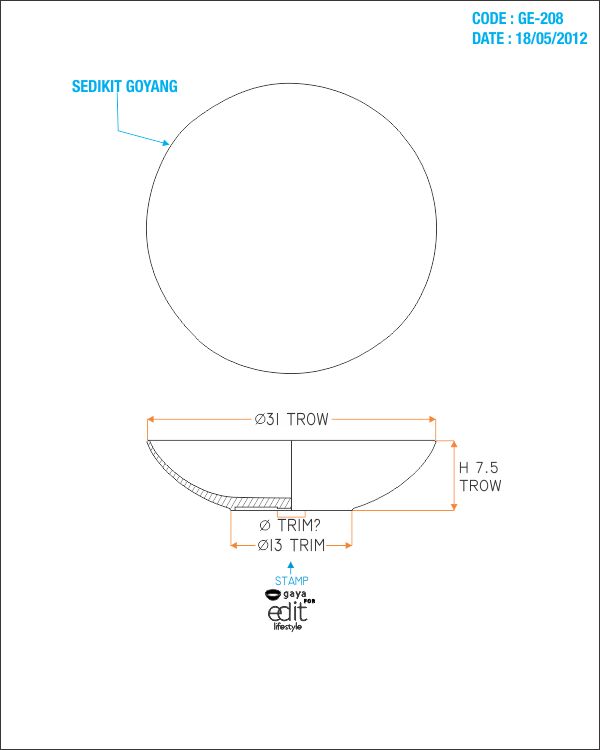 CODE : GE-208
DATE : 18/05/2012
SEDIKIT GOYANG
Ø31 TROW
H 7.5
TROW
Ø TRIM?
Ø13 TRIM
STAMP
gaya
FOR
edit
lifestyle